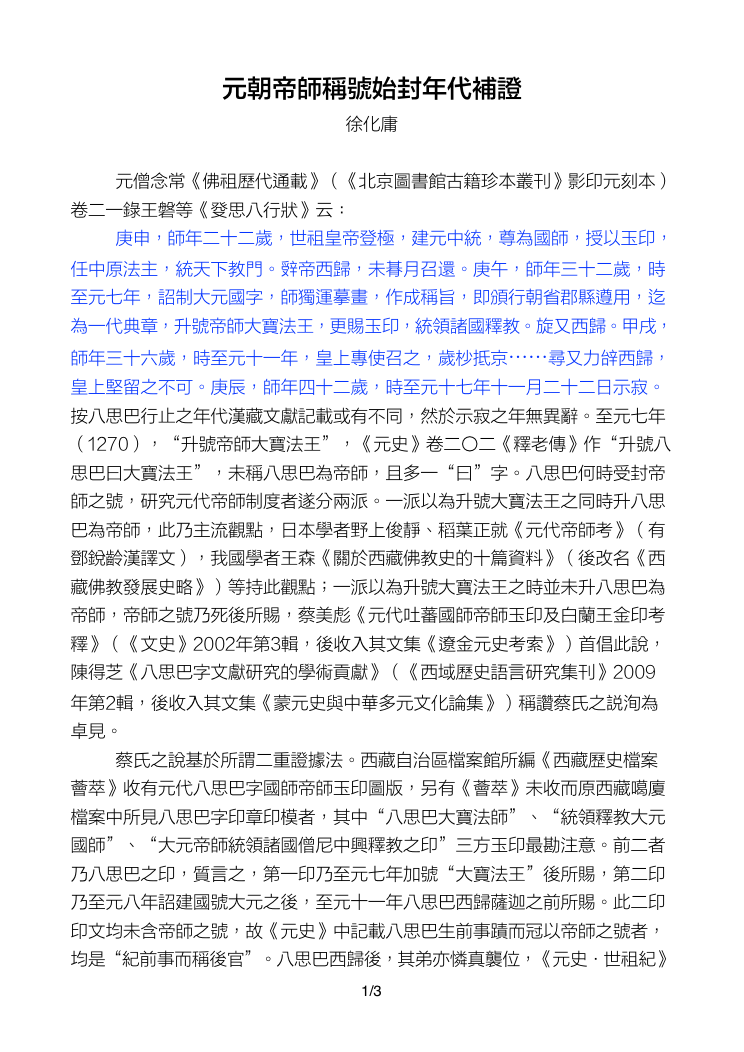 元朝帝師稱號始封年代補證
徐化庸
元僧念常《佛祖歷代通載》（《北京圖書館古籍珍本叢刊》影印元刻本）
卷二一錄王磐等《癹思八行狀》云：
庚申，師年二十二歲，世祖皇帝登極，建元中統，尊為國師，授以玉印，
任中原法主，統天下教門。辤帝西歸，未朞月召還。庚午，師年三十二歲，時
至元七年，詔制大元國字，師獨運摹畫，作成稱旨，即頒行朝省郡縣遵用，迄
為一代典章，升號帝師大寶法王，更賜玉印，統領諸國釋教。旋又西歸。甲戌，
師年三十六歲，時至元十一年，皇上專使召之，歲杪抵京……尋又力辭西歸，
皇上堅留之不可。庚辰，師年四十二歲，時至元十七年十一月二十二日示寂。
按八思巴行止之年代漢藏文獻記載或有不同，然於示寂之年無異辭。至元七年
（1270），“升號帝師大寶法王”，《元史》卷二〇二《釋老傳》作“升號八
思巴曰大寶法王”，未稱八思巴為帝師，且多一“曰”字。八思巴何時受封帝
師之號，研究元代帝師制度者遂分兩派。一派以為升號大寶法王之同時升八思
巴為帝師，此乃主流觀點，日本學者野上俊靜、稻葉正就《元代帝師考》（有
鄧銳齡漢譯文），我國學者王森《關於西藏佛教史的十篇資料》（後改名《西
藏佛教發展史略》）等持此觀點；一派以為升號大寶法王之時並未升八思巴為
帝師，帝師之號乃死後所賜，蔡美彪《元代吐蕃國師帝師玉印及白蘭王金印考
釋》（《文史》2002年第3輯，後收入其文集《遼金元史考索》）首倡此說，
陳得芝《八思巴字文獻研究的學術貢獻》（《西域歷史語言研究集刊》2009
年第2輯，後收入其文集《蒙元史與中華多元文化論集》）稱讚蔡氏之説洵為
卓見。
蔡氏之說基於所謂二重證據法。西藏自治區檔案館所編《西藏歷史檔案
薈萃》收有元代八思巴字國師帝師玉印圖版，另有《薈萃》未收而原西藏噶廈
檔案中所見八思巴字印章印模者，其中“八思巴大寶法師”、“統領釋教大元
國師”、“大元帝師統領諸國僧尼中興釋教之印”三方玉印最勘注意。前二者
乃八思巴之印，質言之，第一印乃至元七年加號“大寶法王”後所賜，第二印
乃至元八年詔建國號大元之後，至元十一年八思巴西歸薩迦之前所賜。此二印
印文均未含帝師之號，故《元史》中記載八思巴生前事蹟而冠以帝師之號者，
均是“紀前事而稱後官”。八思巴西歸後，其弟亦憐真襲位，《元史·世祖紀》
1/3